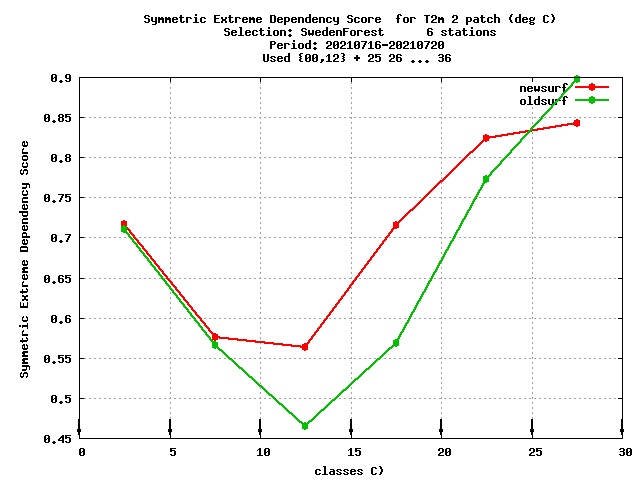 Symmetric Extreme Dependency Score  for T2m 2 patch (deg C)
Selection: SwedenForest      6 stations
Period: 20210716-20210720
Used {00,12} + 25 26 ... 36
newsurf
oldsurf
Symmetric Extreme Dependency Score
0.9
0.85
0.8
0.75
0.7
0.65
0.6
0.55
0.5
0.45
0 5 10 15 20 25 30
classes C)